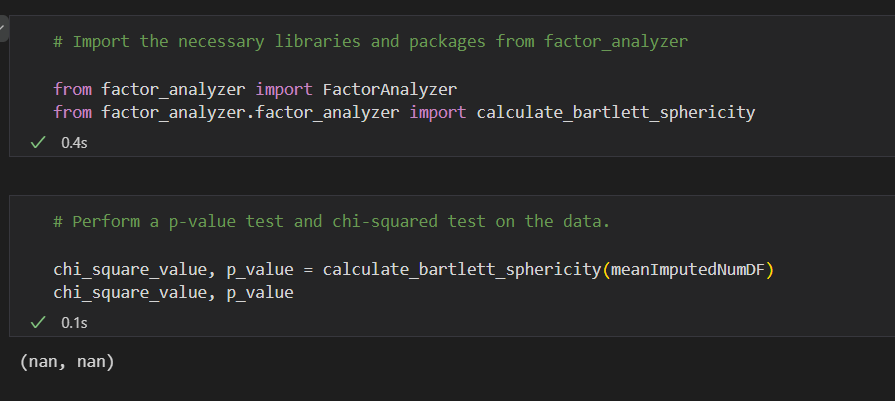 # Import the necessary libraries and packages from factor_analyzer
from factor_analyzer import FactorAnalyzer
from factor_analyzer.factor_analyzer import calculate_bartlett_sphericity
0.4s
# Perform a p-value test and chi-squared test on the data.
chi_square_value, p_value = calculate_bartlett_sphericity(meanImputedNumDF)
chi_square_value, p_value
0.1s
(nan, nan)